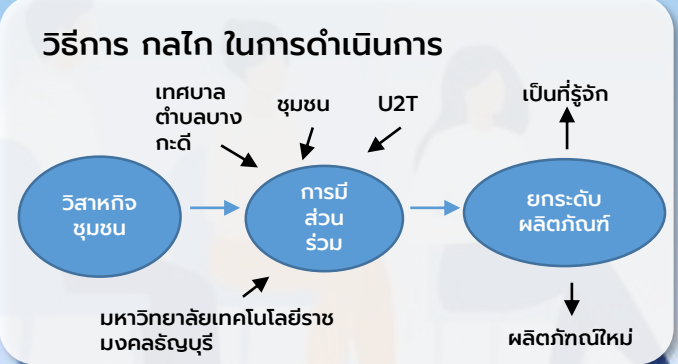 วิธีการ กลไก ในการดำเนินการ
เทศบาล
ตำบลบาง
กะดี
ชุมชน
U2T
เป็นที่รู้จัก
วิสาหกิจ
ชุมชน
การมี
ส่วน
ร่วม
ยกระดับ
ผลิตภัณฑ์
มหาวิทยาลัยเทคโนโลยีราช
มงคลธัญบุรี
ผลิตภัฑณ์ใหม่